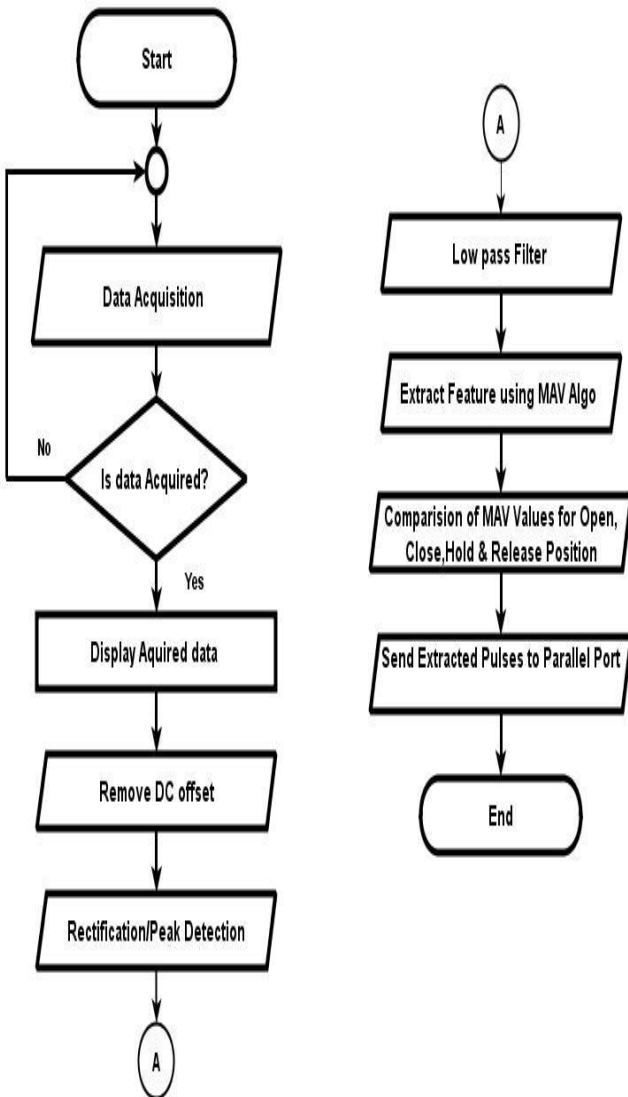 Start
Data Acquisition
Is data Acquired?
No
Yes
Display Aquired data
Remove DC offset
Rectification/Peak Detection
A
A
Low pass Filter
Extract Feature using MAV Algo
Comparision of MAV Values for Open,
Close,Hold & Release Position
Send Extracted Pulses to Parallel Port
End